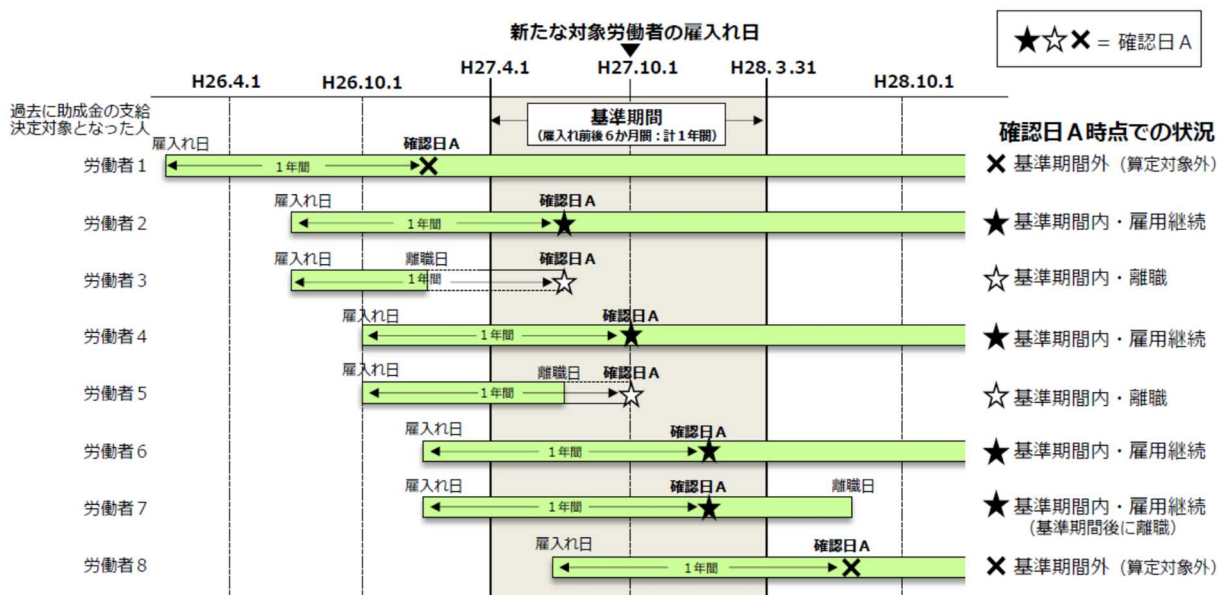 新たな対象労働者の雇入れ日
▼
★☆✖ = 確認日A
H26.4.1
H26.10.1
H27.4.1
H27.10.1
H28.3.31
H28.10.1
過去に助成金の支給
決定対象となった人
基準期間
(雇入れ前後6か月間:計1年間)
確認日A時点での状況
雇入れ日
確認日A
労働者1
1年間
✖ 基準期間外 (算定対象外)
雇入れ日
確認日A
労働者2
1年間
★ 基準期間内・雇用継続
雇入れ日
離職日
確認日A
労働者3
1年間
☆ 基準期間内・離職
雇入れ日
確認日A
労働者4
1年間
★ 基準期間内・雇用継続
雇入れ日
離職日
確認日A
労働者5
1年間
☆ 基準期間内・離職
雇入れ日
確認日A
労働者6
1年間
★ 基準期間内・雇用継続
雇入れ日
確認日A
離職日
労働者7
1年間
★ 基準期間内・雇用継続
(基準期間後に離職)
雇入れ日
確認日A
労働者8
1年間
✖ 基準期間外 (算定対象外)